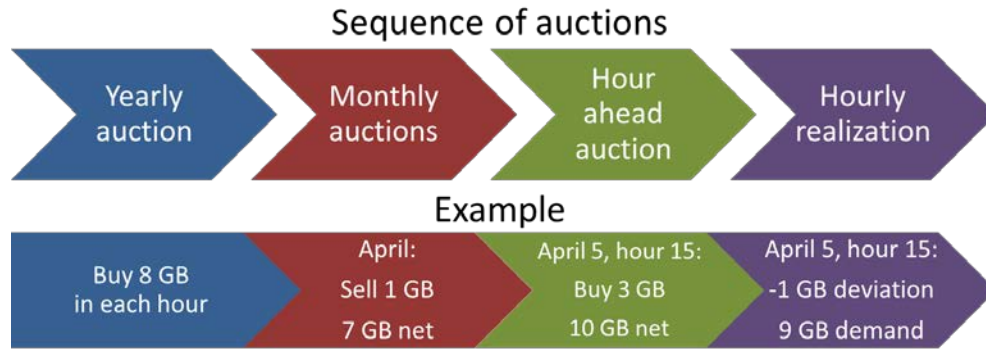 Sequence of auctions
Yearly
auction
Monthly
auctions
Hour
ahead
auction
Hourly
realization
Example
Buy 8 GB
in each hour
April:
Sell 1 GB
7 GB net
April 5, hour 15:
Buy 3 GB
10 GB net
April 5, hour 15:
-1 GB deviation
9 GB demand